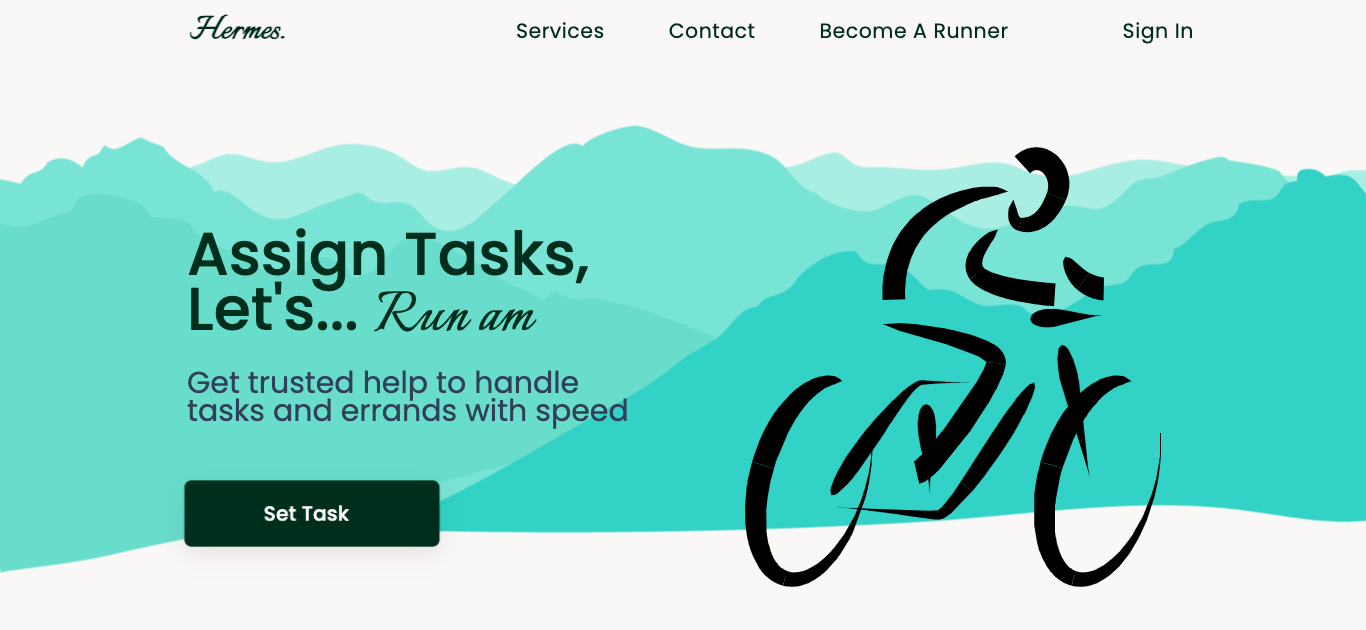 Hermes.
Services
Contact
Become A Runner
Sign In
Assign Tasks,
Let's... Run am
Get trusted help to handle
tasks and errands with speed
Set Task